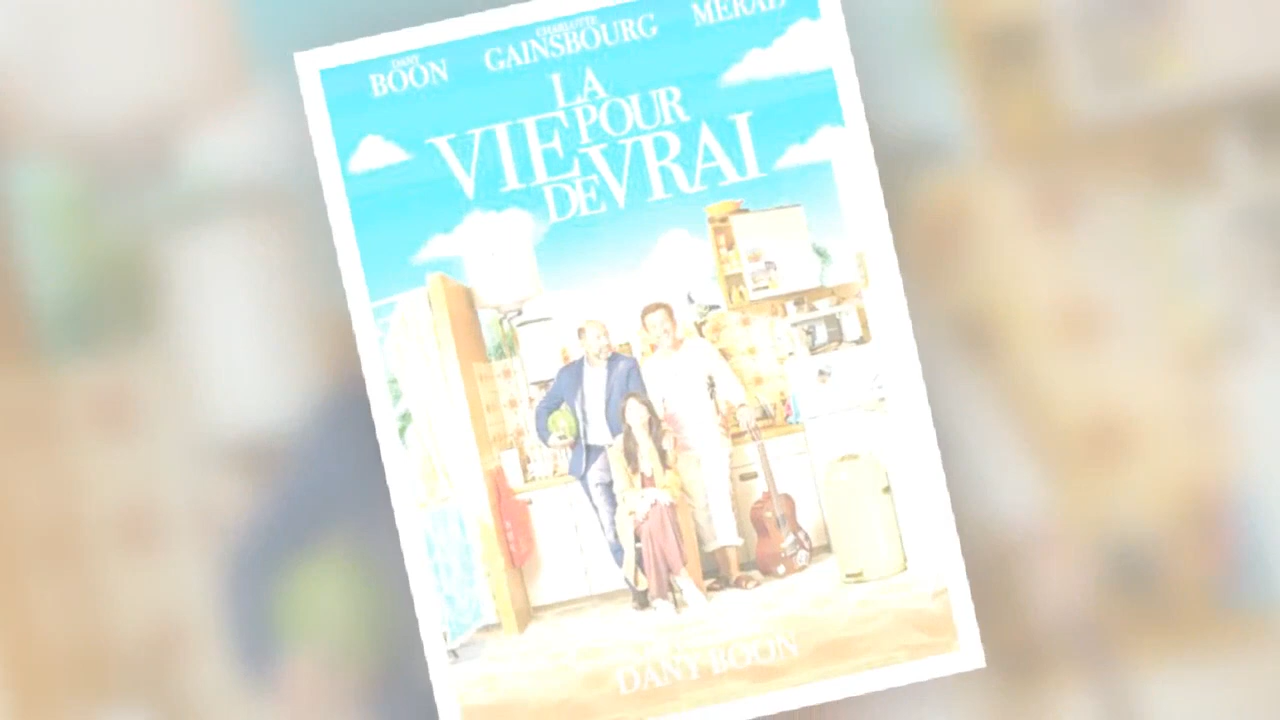 DANY BOON
CHARLOTTE GAINSBOURG
MERAD
LA
VIE POUR
DE VRAI
DANY BOON